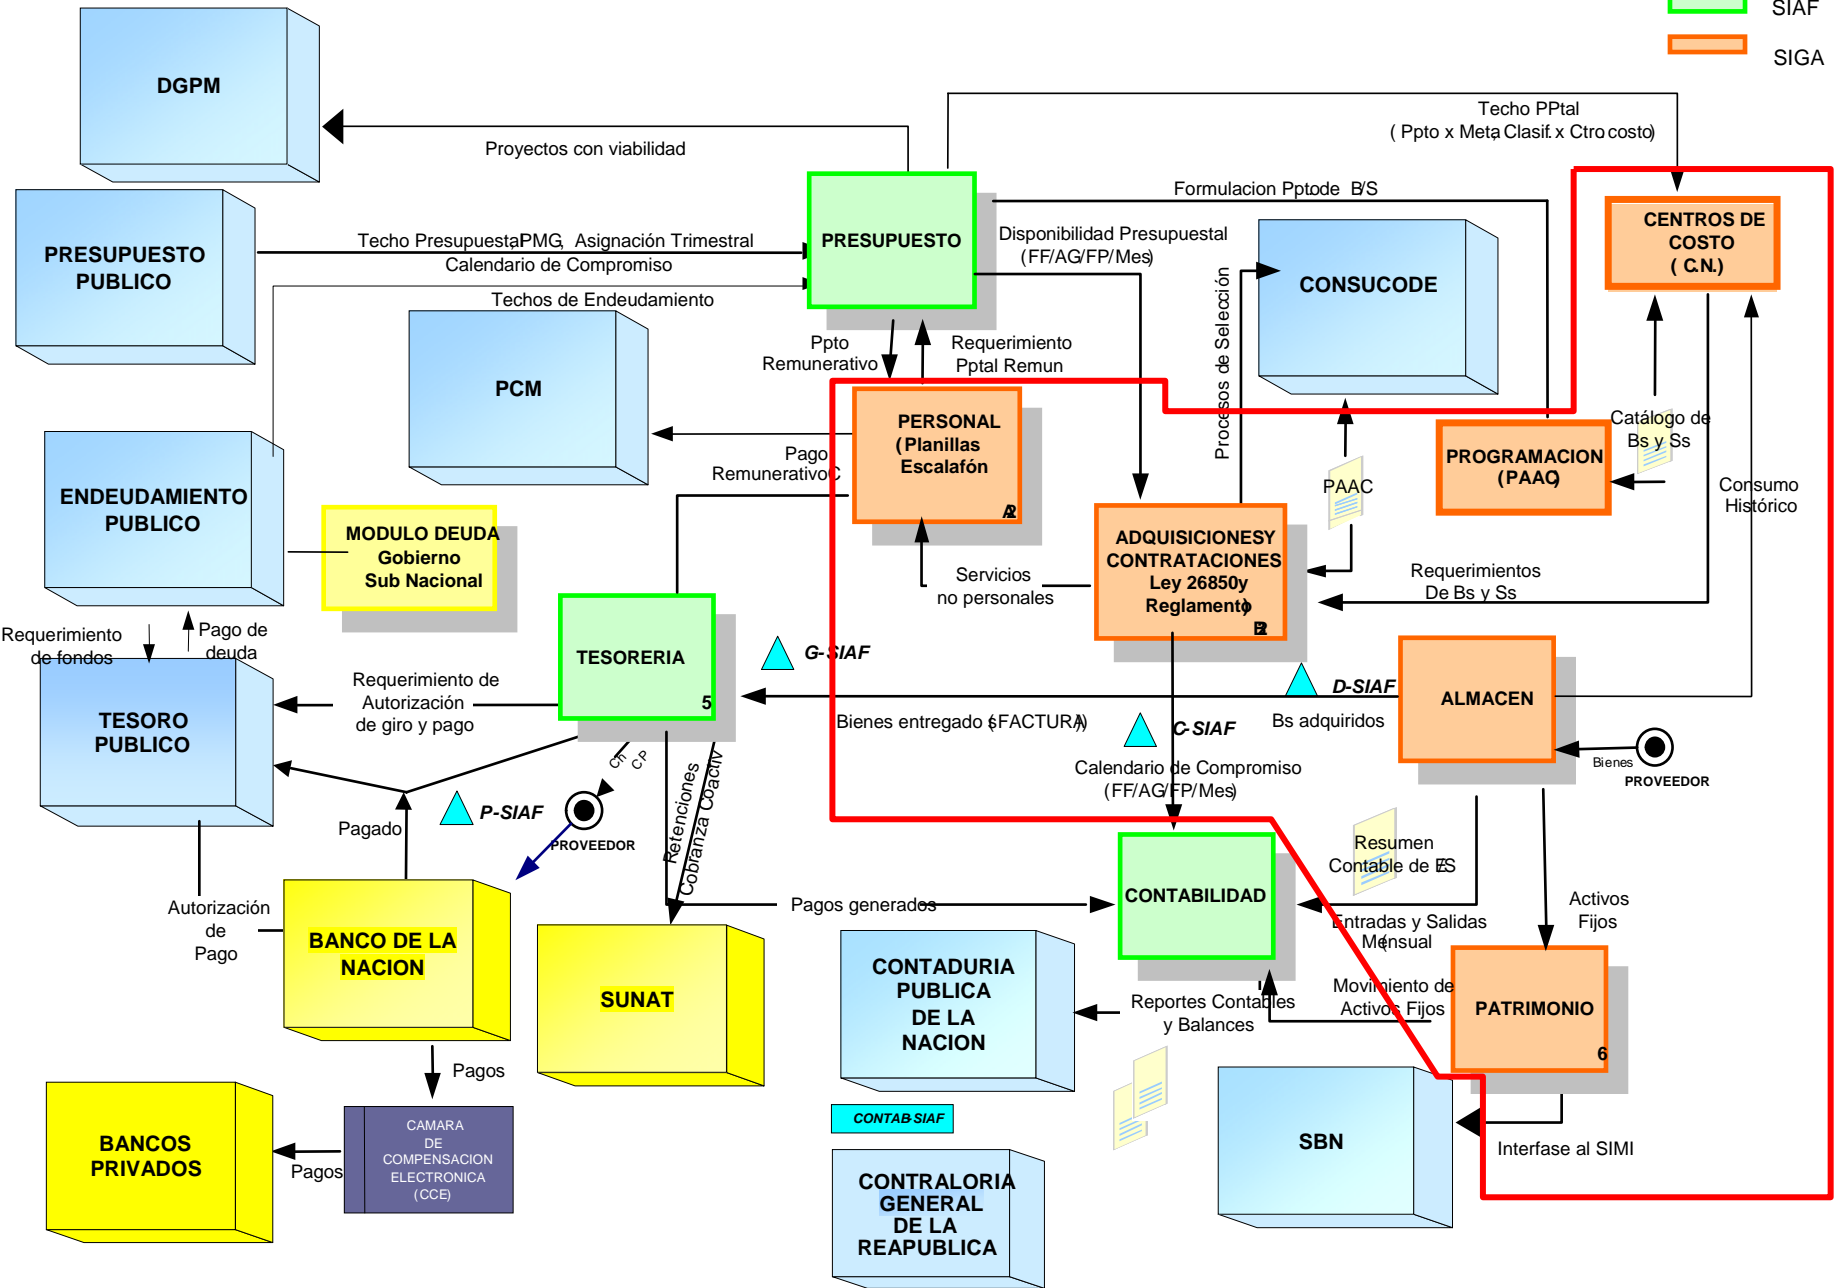 SIAF
SIGA
DGPM
Proyectos con viabilidad
Techo PPtal
( Ppto x Meta, Clasif. x Ctro costo)
PRESUPUESTO
PUBLICO
Techo Presupuestal, PMG, Asignación Trimestral
Calendario de Compromiso
Techos de Endeudamiento
PRESUPUESTO
Formulacion Ppto de B/S
Disponibilidad Presupuestal
(FF/AG/FP/Mes)
CENTROS DE
COSTO
( C.N.)
CONSUCODE
Procesos de Selección
PCM
Ppto
Remunerativo
Requerimiento
Pptal Remun
PERSONAL
(Planillas
Escalafón
Pago
Remunerativo
PAAC
PROGRAMACION
(PAAC)
Catálogo de
Bs y Ss
Consumo
Histórico
ENDEUDAMIENTO
PUBLICO
MODULO DEUDA
Gobierno
Sub Nacional
ADQUISICIONES Y
CONTRATACIONES
Ley 26850 y
Reglamento)
Servicios
no personales
Requerimientos
De Bs y Ss
Requerimiento
de fondos
Pago de
deuda
TESORERIA
5
G-SIAF
D-SIAF
ALMACEN
TESORO
PUBLICO
Requerimiento de
Autorización
de giro y pago
Bienes entregados (FACTURA)
Bs adquiridos
C-SIAF
Calendario de Compromiso
(FF/AG/FP/Mes)
Bienes
PROVEEDOR
Ch
CP
P-SIAF
PROVEEDOR
Pagado
Retenciones
Cobranza Coactiv
Resumen
Contable de ES
CONTABILIDAD
Pagos generados
Entradas y Salidas
Mensual
Activos
Fijos
Autorización
de
Pago
BANCO DE LA
NACION
SUNAT
CONTADURIA
PUBLICA
DE LA
NACION
Reportes Contables
y Balances
Movimiento de
Activos Fijos
PATRIMONIO
6
Pagos
CAMARA
DE
COMPENSACION
ELECTRONICA
(CCE)
Pagos
BANCOS
PRIVADOS
CONTAB-SIAF
CONTRALORIA
GENERAL
DE LA
REAPUBLICA
SBN
Interfase al SIMI